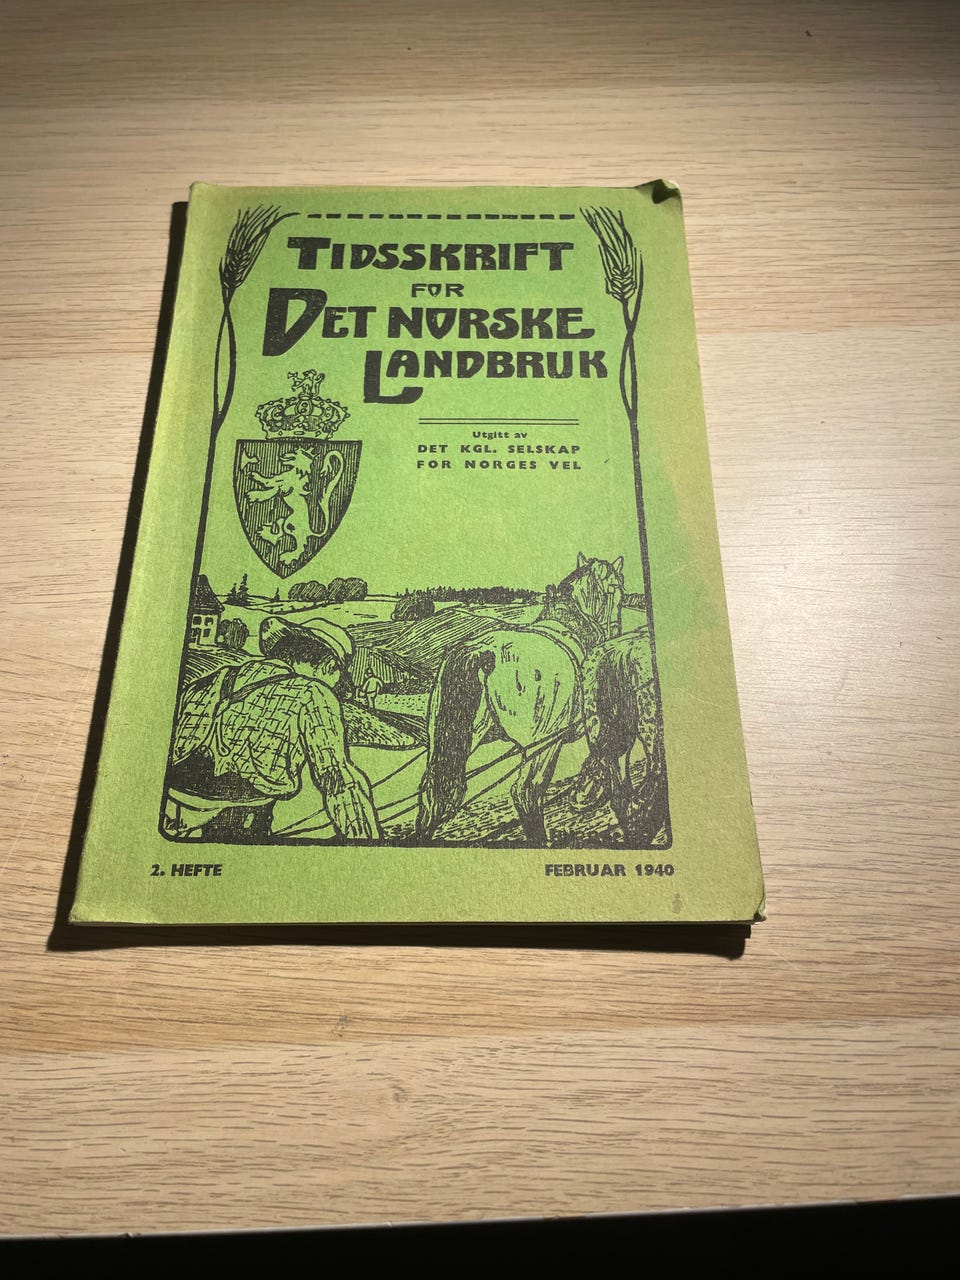 TIDSSKRIFT
FOR
DET NORSKE
LANDBRUK
Utgitt av
DET KGL. SELSKAP
FOR NORGES VEL
2. HEFTE
FEBRUAR 1940